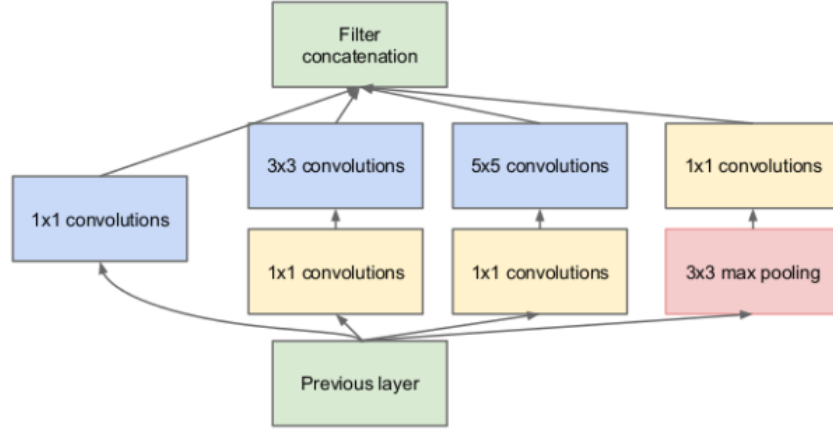 Filter
concatenation
3x3 convolutions
5x5 convolutions
1x1 convolutions
1x1 convolutions
1x1 convolutions
1x1 convolutions
3x3 max pooling
Previous layer